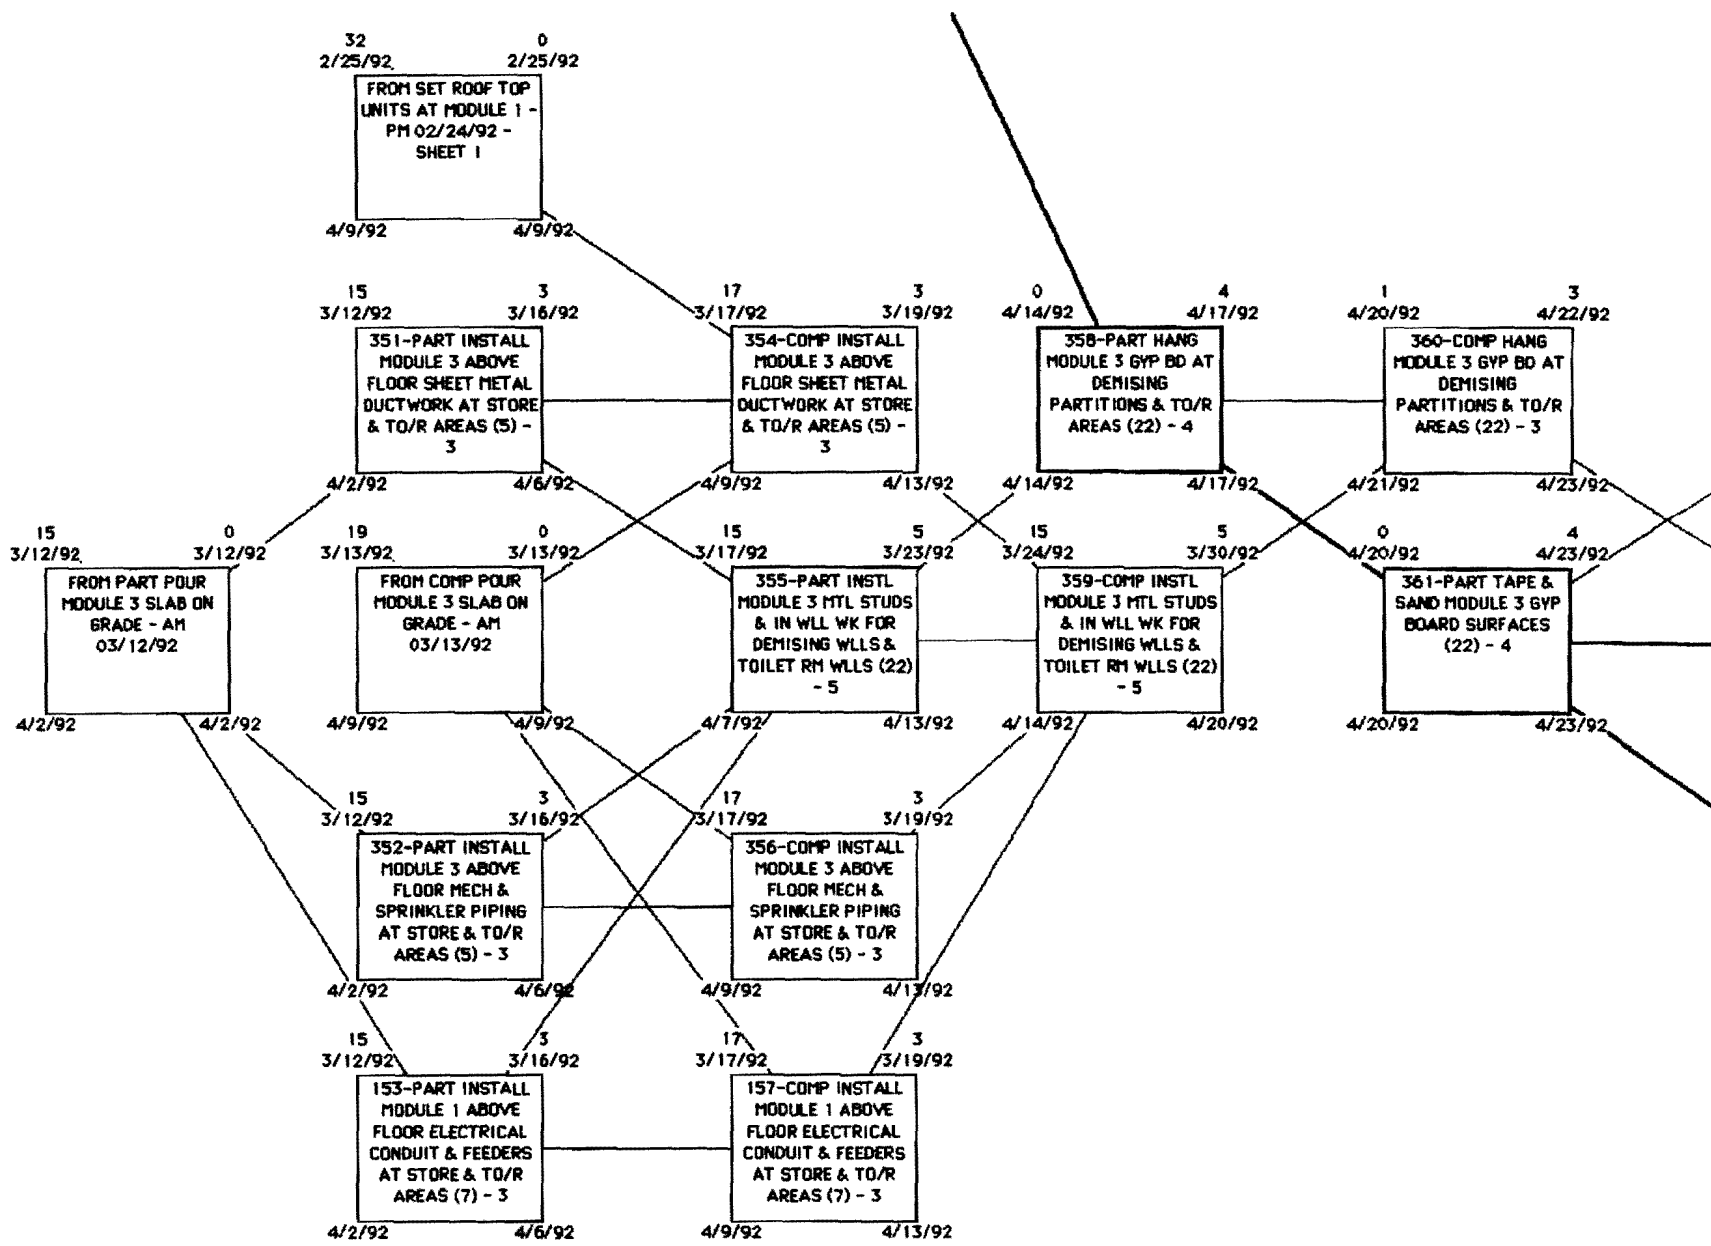 32
0
2/25/92
2/25/92
FROM SET ROOF TOP
UNITS AT MODULE 1 -
PM 02/24/92 -
SHEET 1
4/9/92
4/9/92
15
3
3/12/92
3/16/92
351-PART INSTALL
MODULE 3 ABOVE
FLOOR SHEET METAL
DUCTWORK AT STORE
& TO/R AREAS (5) -
3
4/2/92
4/6/92
17
3
3/17/92
3/19/92
354-COMP INSTALL
MODULE 3 ABOVE
FLOOR SHEET METAL
DUCTWORK AT STORE
& TO/R AREAS (5) -
3
4/9/92
4/13/92
0
4
4/14/92
4/17/92
358-PART HANG
MODULE 3 GYP BD AT
DEMISING
PARTITIONS & TO/R
AREAS (22) - 4
4/14/92
4/17/92
1
3
4/20/92
4/22/92
360-COMP HANG
MODULE 3 GYP BD AT
DEMISING
PARTITIONS & TO/R
AREAS (22) - 3
4/21/92
4/23/92
15
0
3/12/92
3/12/92
FROM PART POUR
MODULE 3 SLAB ON
GRADE - AM
03/12/92
4/2/92
4/2/92
19
0
3/13/92
3/13/92
FROM COMP POUR
MODULE 3 SLAB ON
GRADE - AM
03/13/92
4/9/92
4/9/92
15
5
3/17/92
3/23/92
355-PART INSTL
MODULE 3 MTL STUDS
& IN WLL WK FOR
DEMISING WLLS &
TOILET RM WLLS (22)
- 5
4/7/92
4/13/92
15
5
3/24/92
3/30/92
359-COMP INSTL
MODULE 3 MTL STUDS
& IN WLL WK FOR
DEMISING WLLS &
TOILET RM WLLS (22)
- 5
4/14/92
4/20/92
0
4
4/20/92
4/23/92
361-PART TAPE &
SAND MODULE 3 GYP
BOARD SURFACES
(22) - 4
4/20/92
4/23/92
15
3
3/12/92
3/16/92
352-PART INSTALL
MODULE 3 ABOVE
FLOOR MECH &
SPRINKLER PIPING
AT STORE & TO/R
AREAS (5) - 3
4/2/92
4/6/92
17
3
3/17/92
3/19/92
356-COMP INSTALL
MODULE 3 ABOVE
FLOOR MECH &
SPRINKLER PIPING
AT STORE & TO/R
AREAS (5) - 3
4/9/92
4/13/92
15
3
3/12/92
3/16/92
153-PART INSTALL
MODULE 1 ABOVE
FLOOR ELECTRICAL
CONDUIT & FEEDERS
AT STORE & TO/R
AREAS (7) - 3
4/2/92
4/6/92
17
3
3/17/92
3/19/92
157-COMP INSTALL
MODULE 1 ABOVE
FLOOR ELECTRICAL
CONDUIT & FEEDERS
AT STORE & TO/R
AREAS (7) - 3
4/9/92
4/13/92